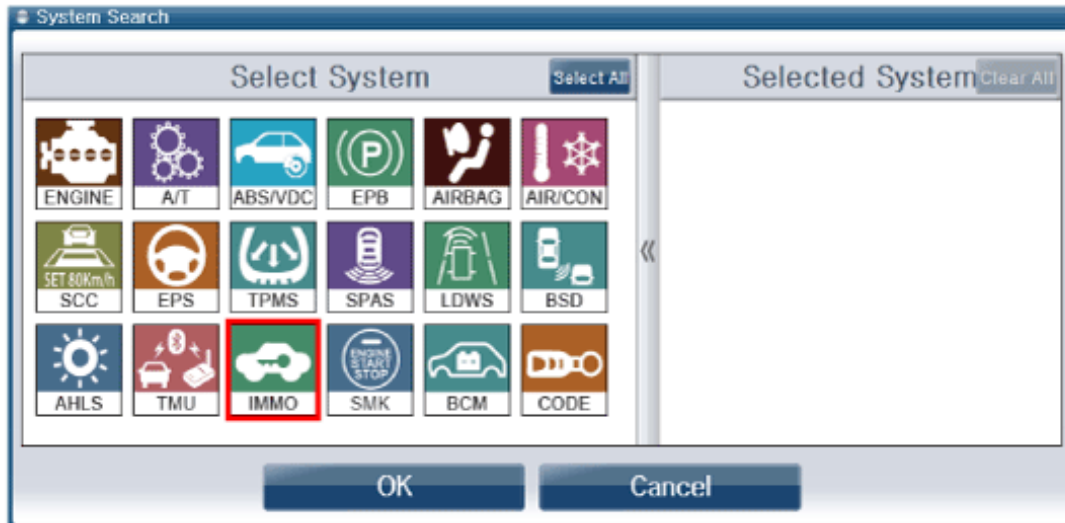 System Search
Select System Select All
Selected System Clear All
ENGINE A/T ABS/VDC EPB AIRBAG AIR/CON
SET 80Km/h
SCC EPS TPMS SPAS LDWS BSD
ENGINE
START
STOP
AHLS TMU IMMO SMK BCM CODE
OK Cancel